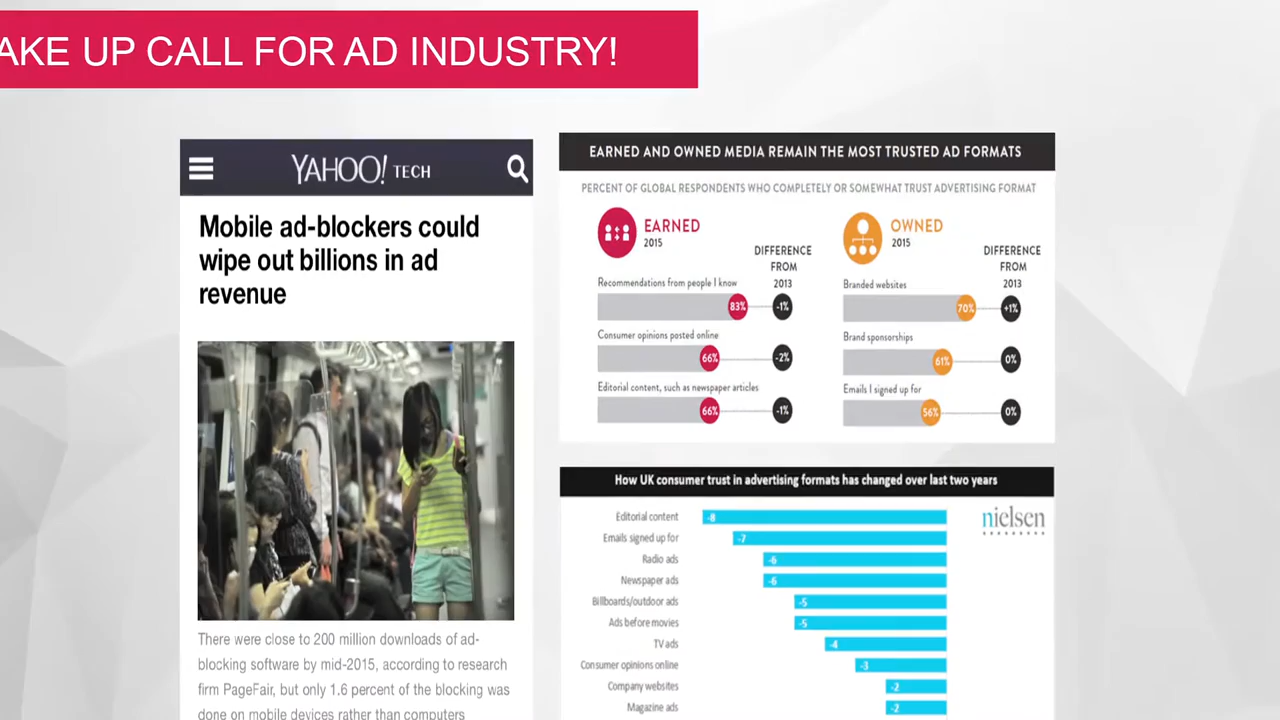 AKE UP CALL FOR AD INDUSTRY!
YAHOO! TECH
Mobile ad-blockers could
wipe out billions in ad
revenue
There were close to 200 million downloads of ad-
blocking software by mid-2015, according to research
firm PageFair, but only 1.6 percent of the blocking was
done on mobile devices rather than computers
EARNED AND OWNED MEDIA REMAIN THE MOST TRUSTED AD FORMATS
PERCENT OF GLOBAL RESPONDENTS WHO COMPLETELY OR SOMEWHAT TRUST ADVERTISING FORMAT
EARNED
2015
DIFFERENCE
FROM
2013
Recommendations from people I know
83% -1%
Consumer opinions posted online
66% -2%
Editorial content, such as newspaper articles
66% -1%
OWNED
2015
DIFFERENCE
FROM
2013
Branded websites
70% +1%
Brand sponsorships
61% 0%
Emails I signed up for
56% 0%
How UK consumer trust in advertising formats has changed over last two years
nielsen
Editorial content -8
Emails signed up for -7
Radio ads -6
Newspaper ads -6
Billboards/outdoor ads -5
Ads before movies -5
TV ads -4
Consumer opinions online -3
Company websites -2
Magazine ads -2